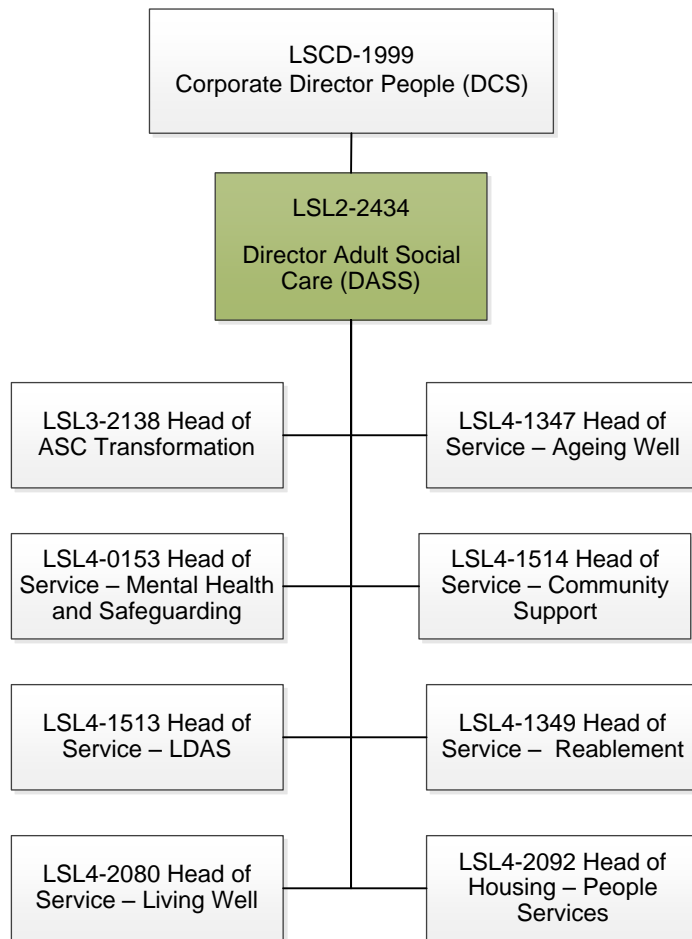 LSCD-1999
Corporate Director People (DCS)
LSL2-2434
Director Adult Social
Care (DASS)
LSL3-2138 Head of
ASC Transformation
LSL4-1347 Head of
Service – Ageing Well
LSL4-0153 Head of
Service – Mental Health
and Safeguarding
LSL4-1514 Head of
Service – Community
Support
LSL4-1513 Head of
Service – LDAS
LSL4-1349 Head of
Service –  Reablement
LSL4-2080 Head of
Service – Living Well
LSL4-2092 Head of
Housing – People
Services